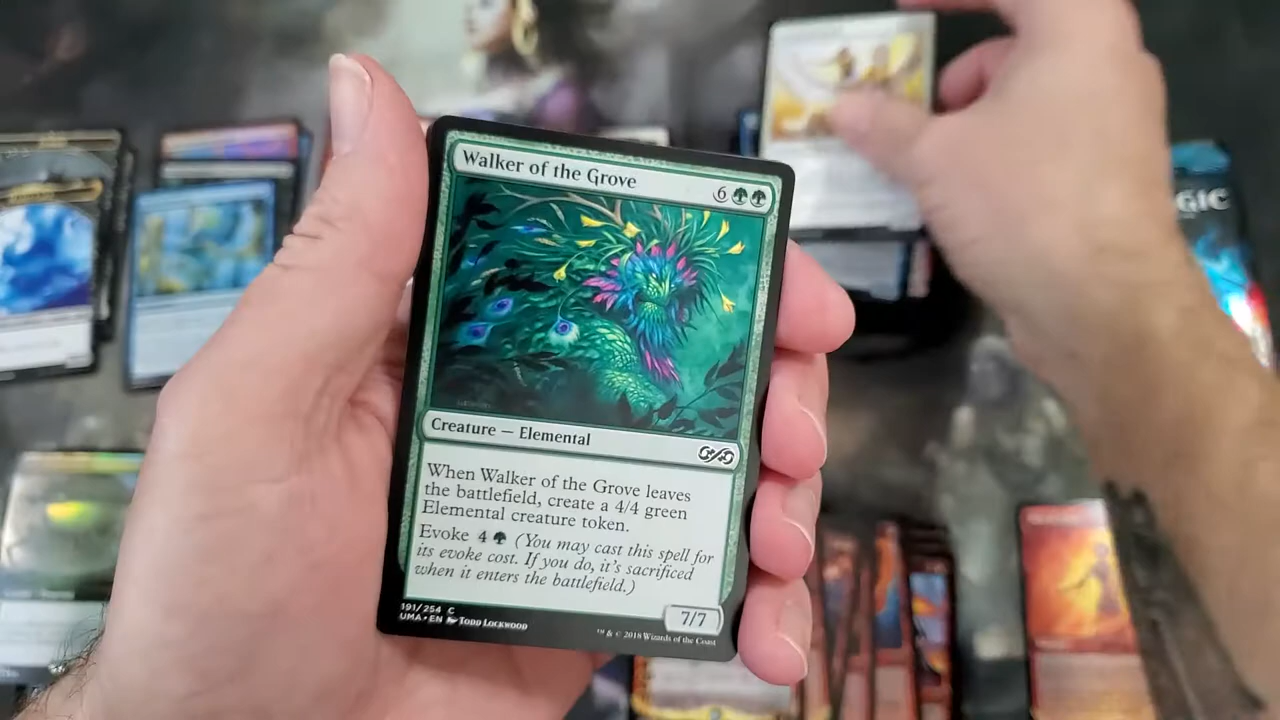 Walker of the Grove
6
Creature — Elemental
When Walker of the Grove leaves
the battlefield, create a 4/4 green
Elemental creature token.
Evoke 4 (You may cast this spell for
its evoke cost. If you do, it's sacrificed
when it enters the battlefield.)
191/254 C
UMA • EN Todd Lockwood
7/7
™ & © 2018 Wizards of the Coast